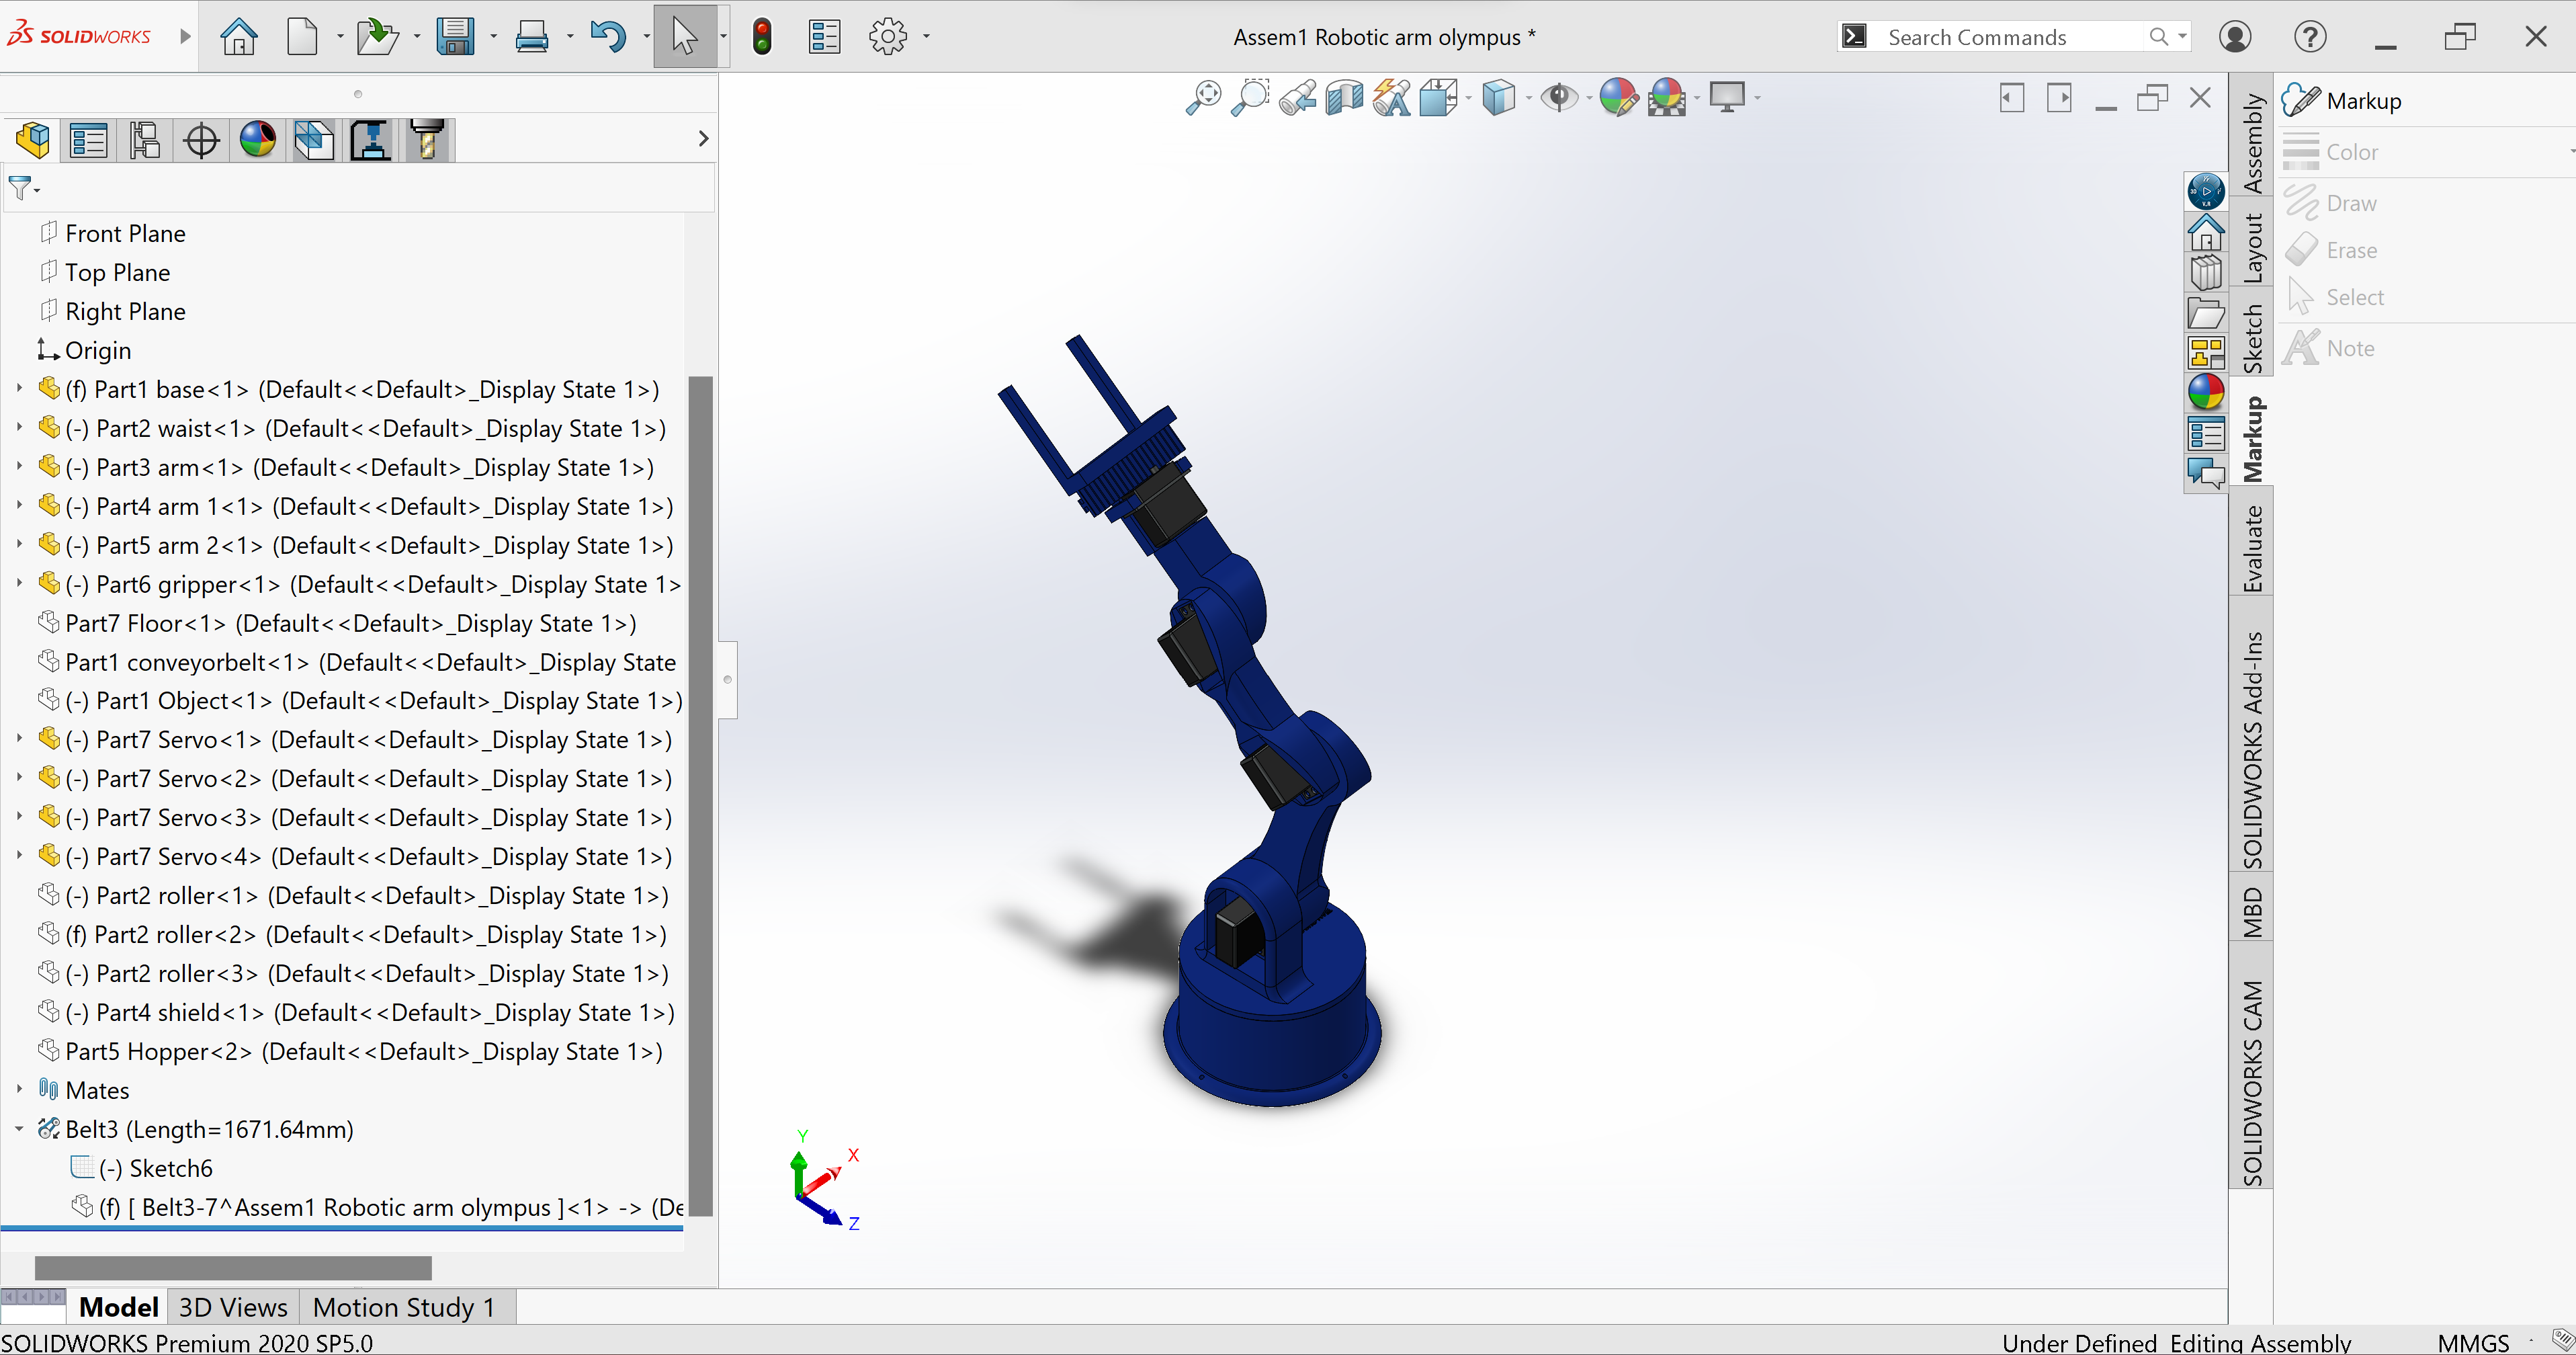 SOLIDWORKS
Assem1 Robotic arm olympus *
Search Commands
Front Plane
Top Plane
Right Plane
Origin
(f) Part1 base<1> (Default<<Default>_Display State 1>)
(-) Part2 waist<1> (Default<<Default>_Display State 1>)
(-) Part3 arm<1> (Default<<Default>_Display State 1>)
(-) Part4 arm 1<1> (Default<<Default>_Display State 1>)
(-) Part5 arm 2<1> (Default<<Default>_Display State 1>)
(-) Part6 gripper<1> (Default<<Default>_Display State 1>
Part7 Floor<1> (Default<<Default>_Display State 1>)
Part1 conveyorbelt<1> (Default<<Default>_Display State
(-) Part1 Object<1> (Default<<Default>_Display State 1>)
(-) Part7 Servo<1> (Default<<Default>_Display State 1>)
(-) Part7 Servo<2> (Default<<Default>_Display State 1>)
(-) Part7 Servo<3> (Default<<Default>_Display State 1>)
(-) Part7 Servo<4> (Default<<Default>_Display State 1>)
(-) Part2 roller<1> (Default<<Default>_Display State 1>)
(f) Part2 roller<2> (Default<<Default>_Display State 1>)
(-) Part2 roller<3> (Default<<Default>_Display State 1>)
(-) Part4 shield<1> (Default<<Default>_Display State 1>)
Part5 Hopper<2> (Default<<Default>_Display State 1>)
Mates
Belt3 (Length=1671.64mm)
(-) Sketch6
(f) [ Belt3-7^Assem1 Robotic arm olympus ]<1> -> (De
Y
X
Z
Assembly
Layout
Sketch
Markup
Evaluate
SOLIDWORKS Add-Ins
MBD
SOLIDWORKS CAM
Markup
Color
Draw
Erase
Select
Note
Model
3D Views
Motion Study 1
SOLIDWORKS Premium 2020 SP5.0
Under Defined
Editing Assembly
MMGS